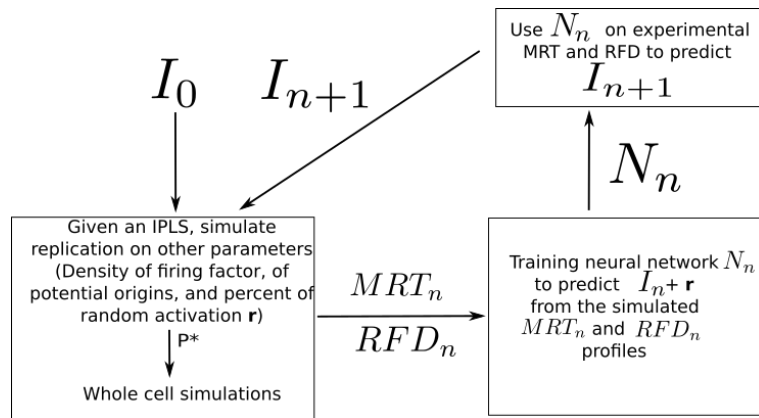 I_0
I_{n+1}
Use N_n on experimental
MRT and RFD to predict
I_{n+1}
N_n
Given an IPLS, simulate
replication on other parameters
(Density of firing factor, of
potential origins, and percent of
random activation r)
P*
Whole cell simulations
MRT_n
RFD_n
Training neural network N_n
to predict I_n+ r
from the simulated
MRT_n and RFD_n
profiles